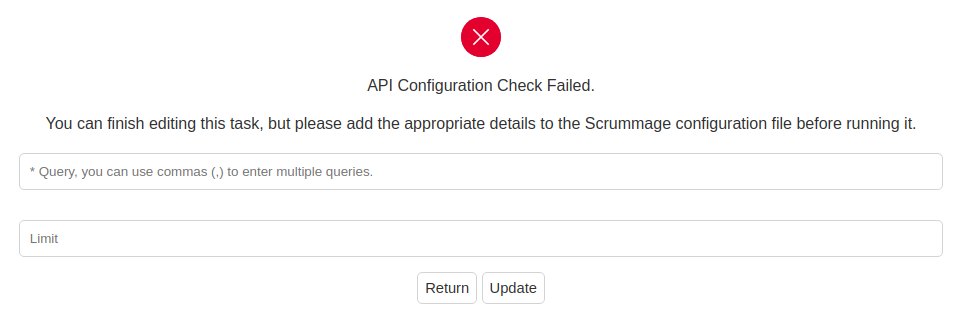 API Configuration Check Failed.
You can finish editing this task, but please add the appropriate details to the Scrummage configuration file before running it.
* Query, you can use commas (,) to enter multiple queries.
Limit
Return Update